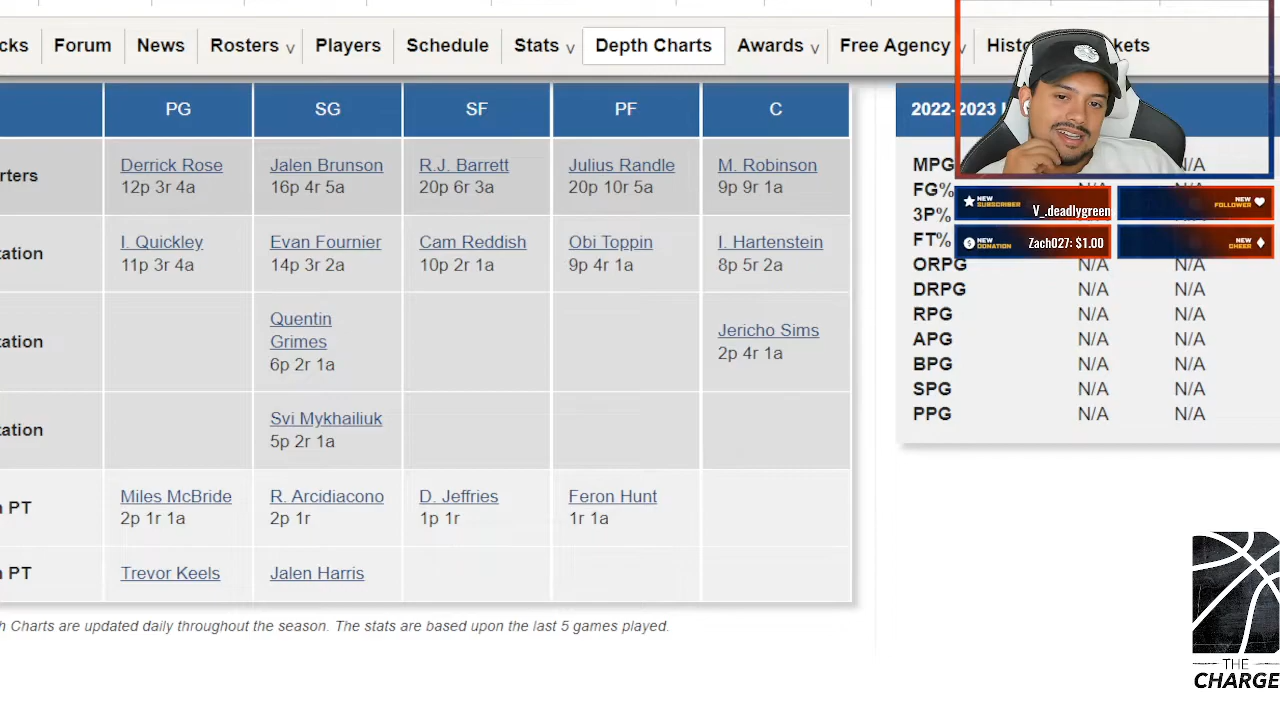 cks Forum News Rosters v Players Schedule Stats v Depth Charts Awards v Free Agency v Histo kets
PG SG SF PF C
rters
Derrick Rose Jalen Brunson R.J. Barrett Julius Randle M. Robinson
12p 3r 4a 16p 4r 5a 20p 6r 3a 20p 10r 5a 9p 9r 1a
tation
I. Quickley Evan Fournier Cam Reddish Obi Toppin I. Hartenstein
11p 3r 4a 14p 3r 2a 10p 2r 1a 9p 4r 1a 8p 5r 2a
tation
Quentin
Grimes
6p 2r 1a
Jericho Sims
2p 4r 1a
tation
Svi Mykhailiuk
5p 2r 1a
PT
Miles McBride R. Arcidiacono D. Jeffries Feron Hunt
2p 1r 1a 2p 1r 1p 1r 1r 1a
PT
Trevor Keels Jalen Harris
h Charts are updated daily throughout the season. The stats are based upon the last 5 games played.
2022-2023
MPG N/A
FG% N/A N/A
3P%
FT%
ORPG N/A N/A
DRPG N/A N/A
RPG N/A N/A
APG N/A N/A
BPG N/A N/A
SPG N/A N/A
PPG N/A N/A
NEW
SUBSCRIBER
V_.deadlygreen
NEW
FOLLOWER
NEW
DONATION
Zach027: $1.00
NEW
CHEER
THE
CHARGE